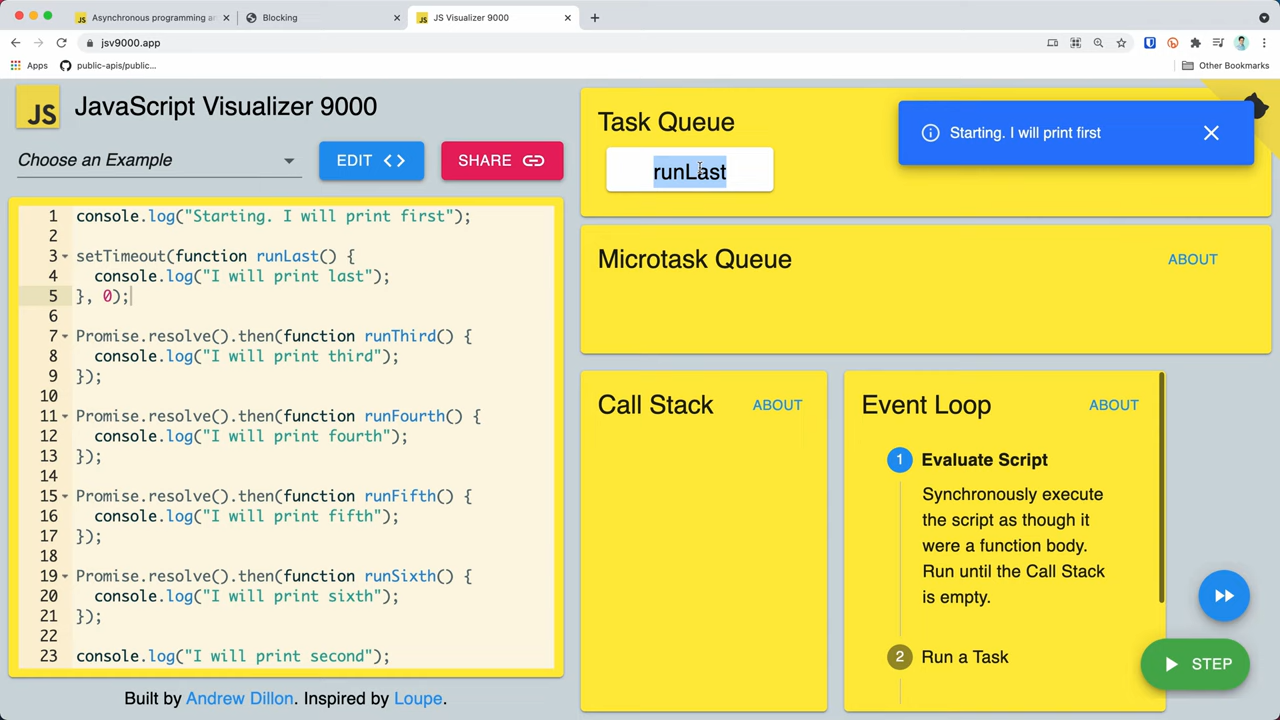 Asynchronous programming a
Blocking
JS Visualizer 9000
jsv9000.app
Apps
public-apis/public...
Other Bookmarks
JS
JavaScript Visualizer 9000
Choose an Example
EDIT <>
SHARE
1 console.log("Starting. I will print first");
2
3 setTimeout(function runLast() {
4 console.log("I will print last");
5 }, 0);
6
7 Promise.resolve().then(function runThird() {
8 console.log("I will print third");
9 });
10
11 Promise.resolve().then(function runFourth() {
12 console.log("I will print fourth");
13 });
14
15 Promise.resolve().then(function runFifth() {
16 console.log("I will print fifth");
17 });
18
19 Promise.resolve().then(function runSixth() {
20 console.log("I will print sixth");
21 });
22
23 console.log("I will print second");
Built by Andrew Dillon. Inspired by Loupe.
Task Queue
runLast
Starting. I will print first
Microtask Queue
ABOUT
Call Stack
ABOUT
Event Loop
ABOUT
1 Evaluate Script
Synchronously execute
the script as though it
were a function body.
Run until the Call Stack
is empty.
2 Run a Task
STEP